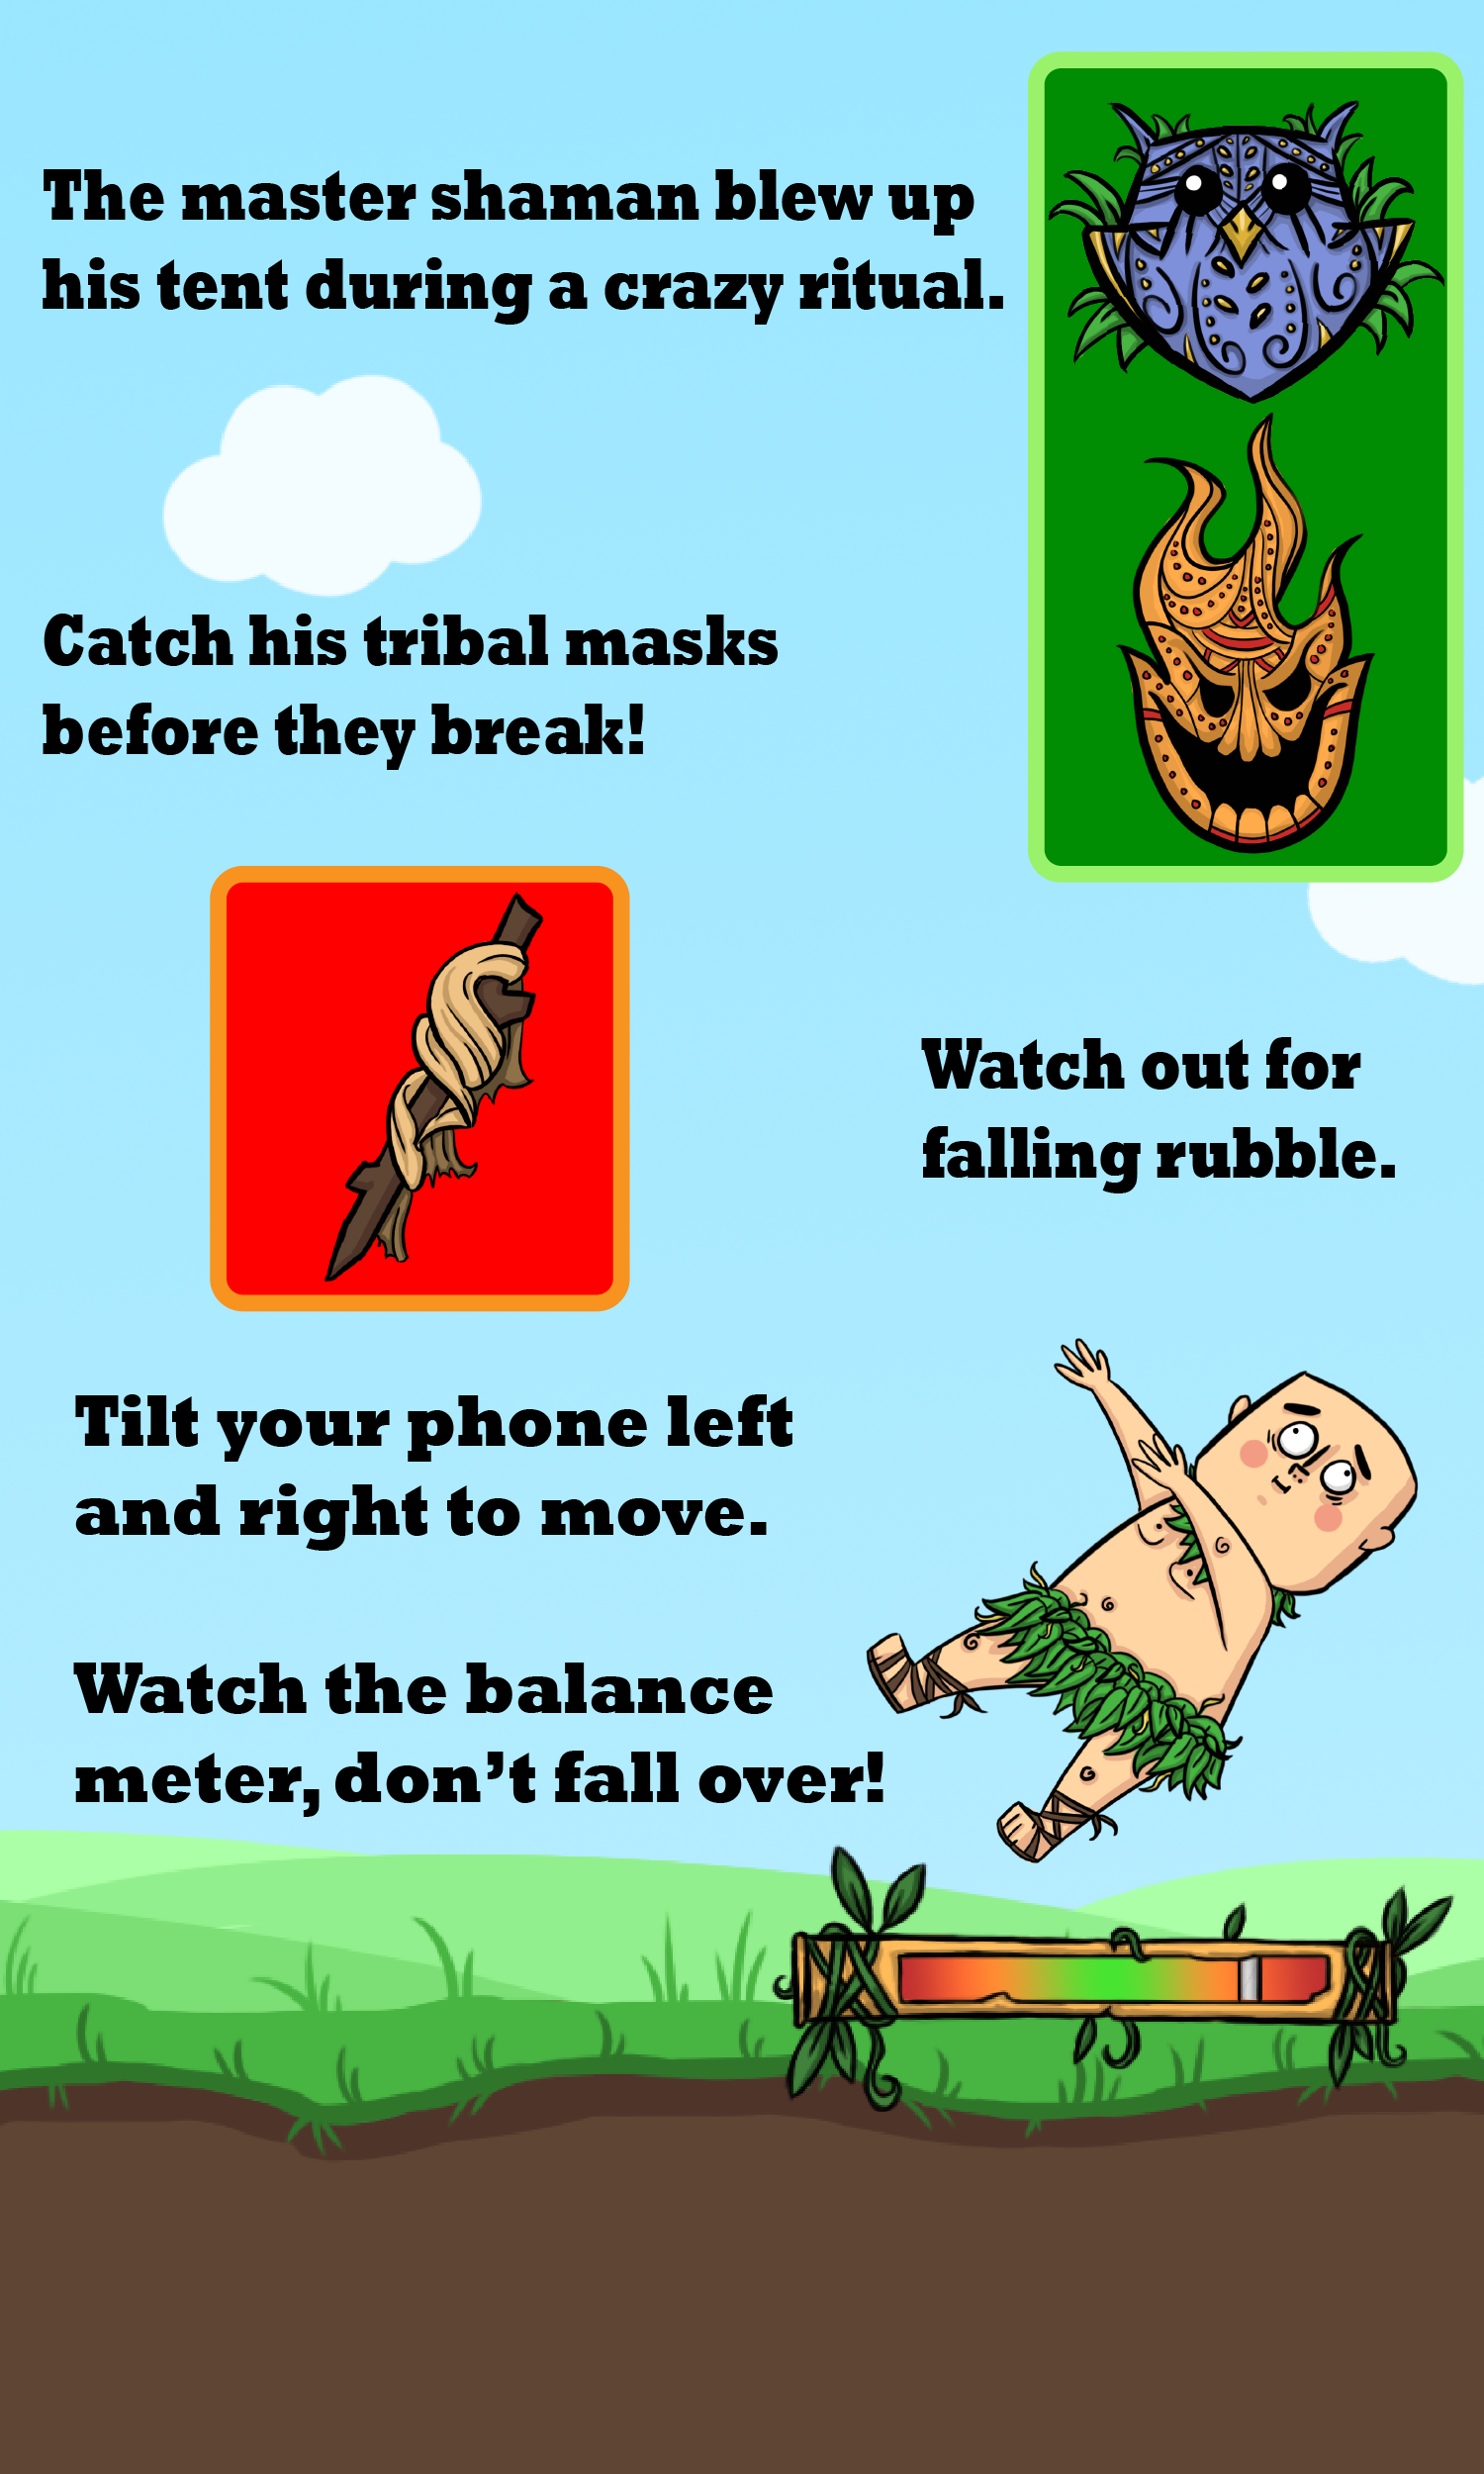 The master shaman blew up
his tent during a crazy ritual.
Catch his tribal masks
before they break!
Watch out for
falling rubble.
Tilt your phone left
and right to move.
Watch the balance
meter, don’t fall over!